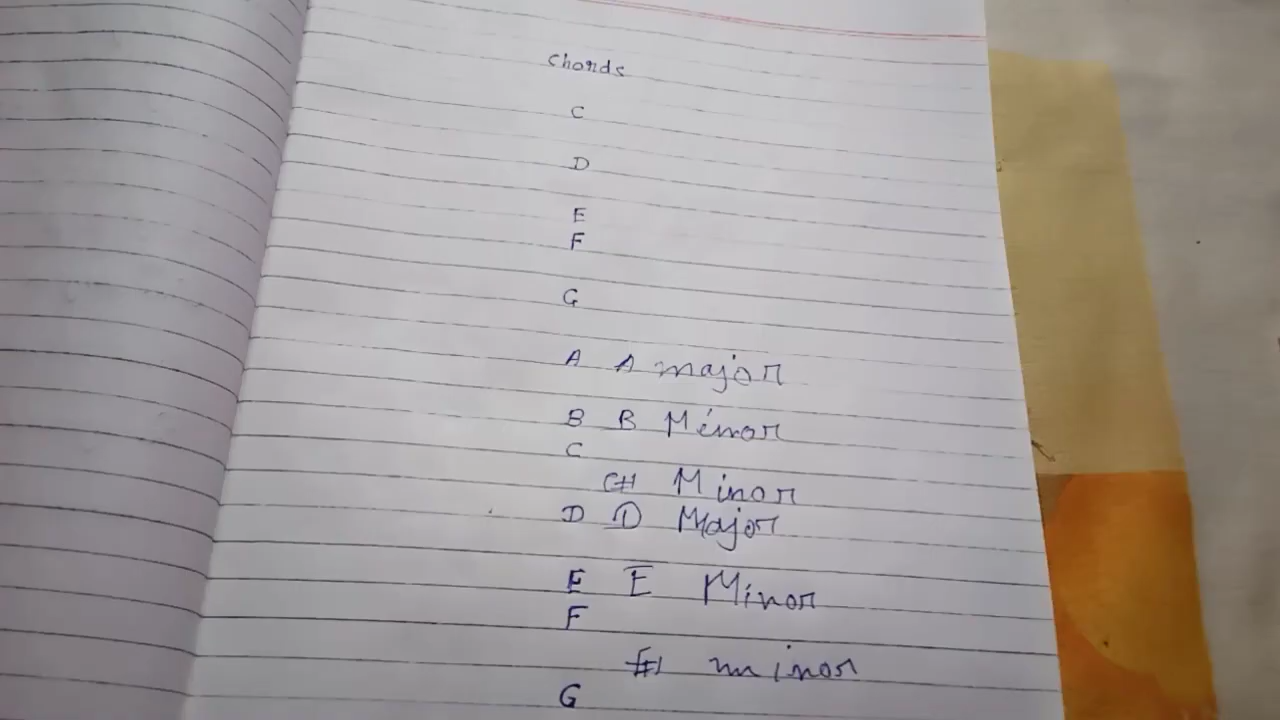 Chords
C
D
E
F
G
A A major
B B Minor
C
C# Minor
D D Major
E E Minor
F
F# minor
G